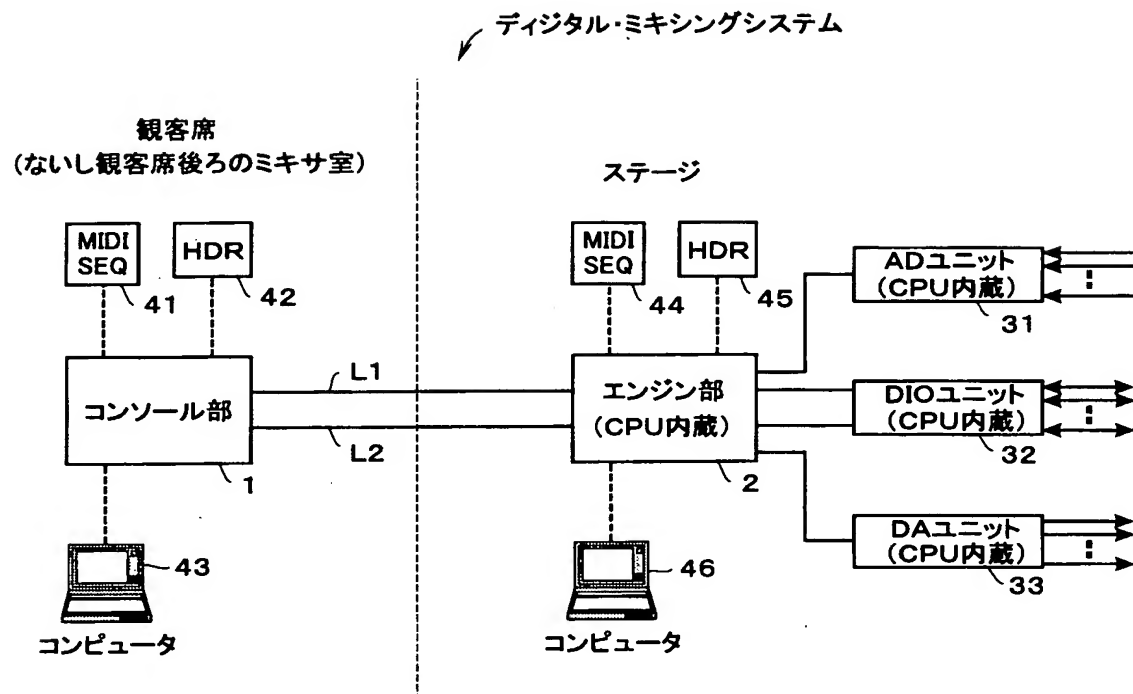 ディジタル・ミキシングシステム
観客席
(ないし観客席後ろのミキサ室)
ステージ
MIDI
SEQ
41
HDR
42
MIDI
SEQ
44
HDR
45
ADユニット
(CPU内蔵)
31
コンソール部
1
L1
L2
エンジン部
(CPU内蔵)
2
DIOユニット
(CPU内蔵)
32
DAユニット
(CPU内蔵)
33
43
コンピュータ
46
コンピュータ